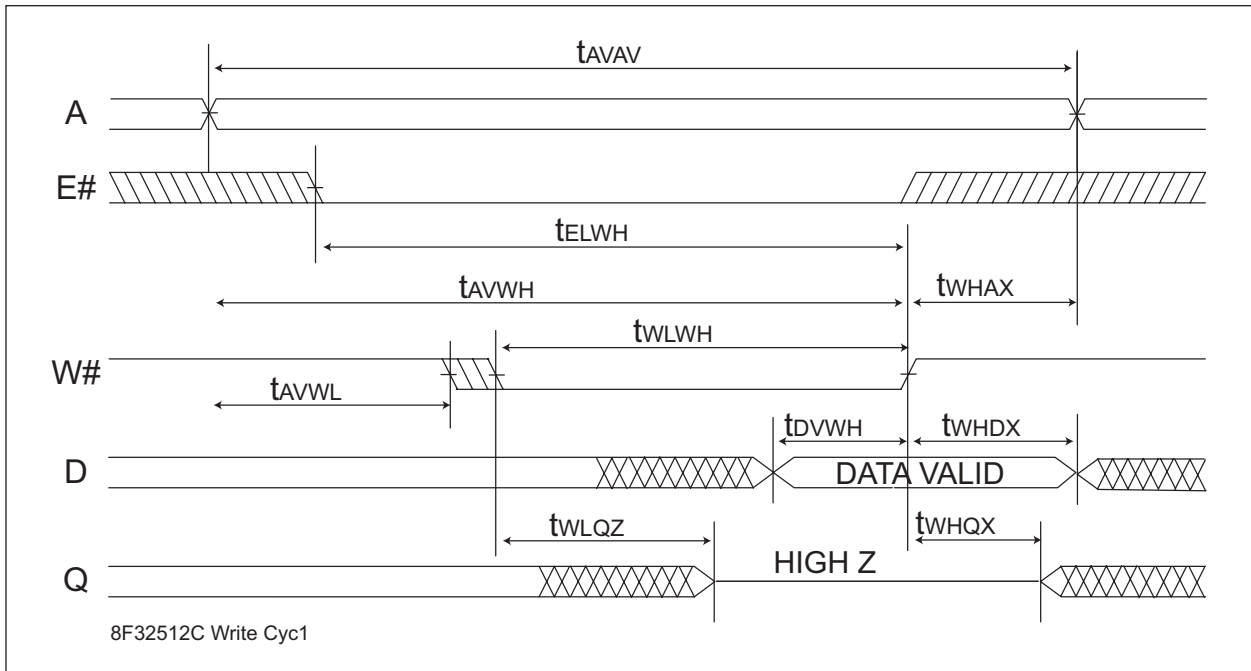 tAVAV
A
E#
tELWH
tAVWH
tWHAX
tWLWH
W#
tAVWL
tDVWH
tWHDX
D
DATA VALID
tWLQZ
tWHQX
HIGH Z
Q
8F32512C Write Cyc1